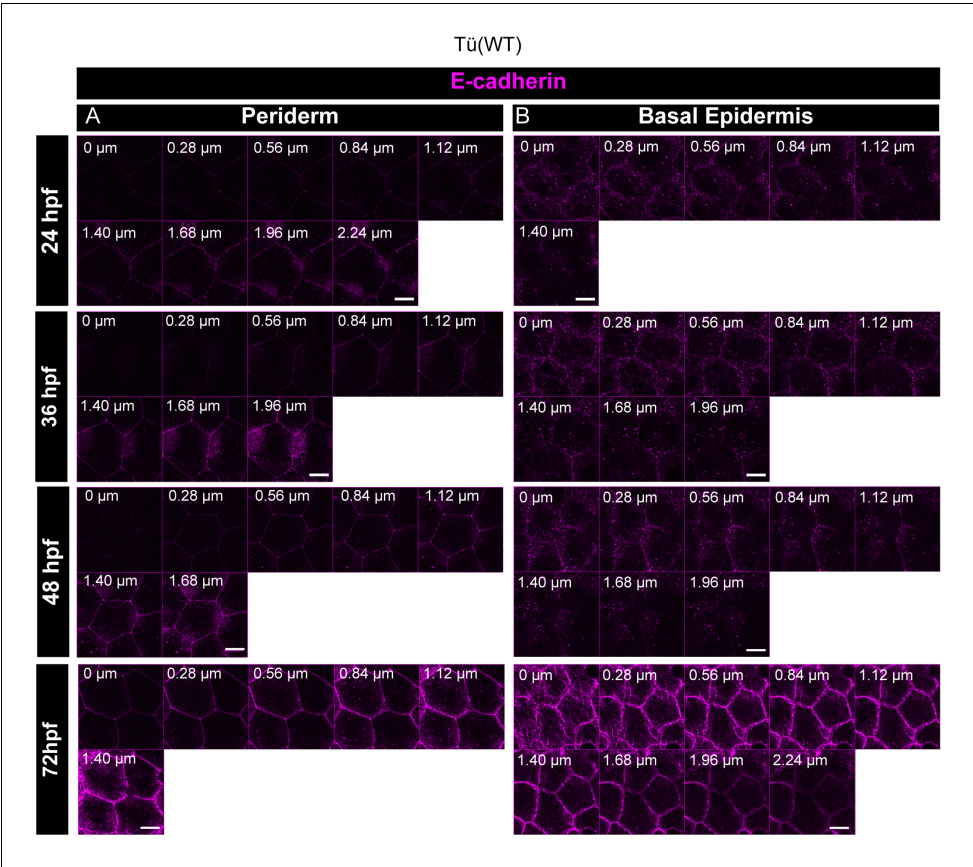 Tü(WT)
E-cadherin
A Periderm
B Basal Epidermis
24 hpf
0 µm 0.28 µm 0.56 µm 0.84 µm 1.12 µm
1.40 µm 1.68 µm 1.96 µm 2.24 µm
0 µm 0.28 µm 0.56 µm 0.84 µm 1.12 µm
1.40 µm
36 hpf
0 µm 0.28 µm 0.56 µm 0.84 µm 1.12 µm
1.40 µm 1.68 µm 1.96 µm
0 µm 0.28 µm 0.56 µm 0.84 µm 1.12 µm
1.40 µm 1.68 µm 1.96 µm
48 hpf
0 µm 0.28 µm 0.56 µm 0.84 µm 1.12 µm
1.40 µm 1.68 µm
0 µm 0.28 µm 0.56 µm 0.84 µm 1.12 µm
1.40 µm 1.68 µm 1.96 µm
72hpf
0 µm 0.28 µm 0.56 µm 0.84 µm 1.12 µm
1.40 µm
0 µm 0.28 µm 0.56 µm 0.84 µm 1.12 µm
1.40 µm 1.68 µm 1.96 µm 2.24 µm